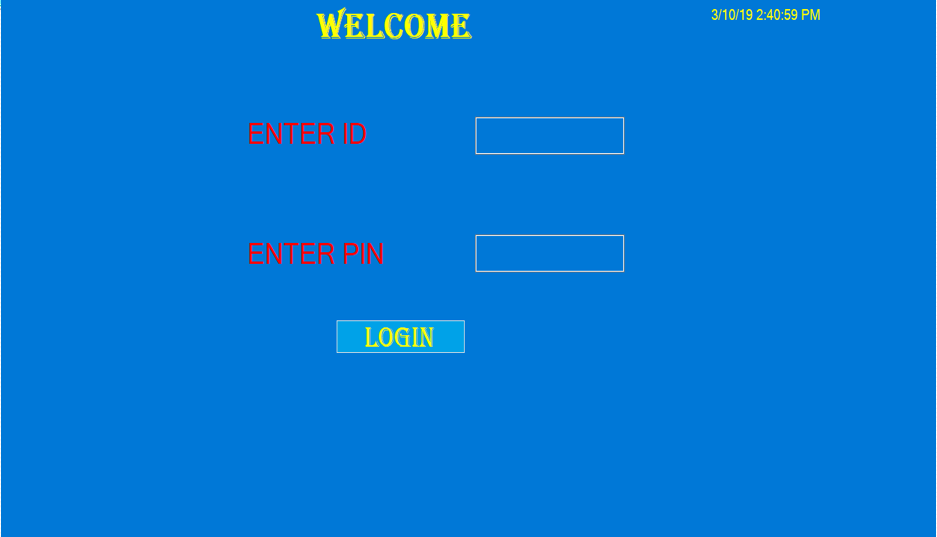 WELCOME
3/10/19 2:40:59 PM
ENTER ID
ENTER PIN
LOGIN